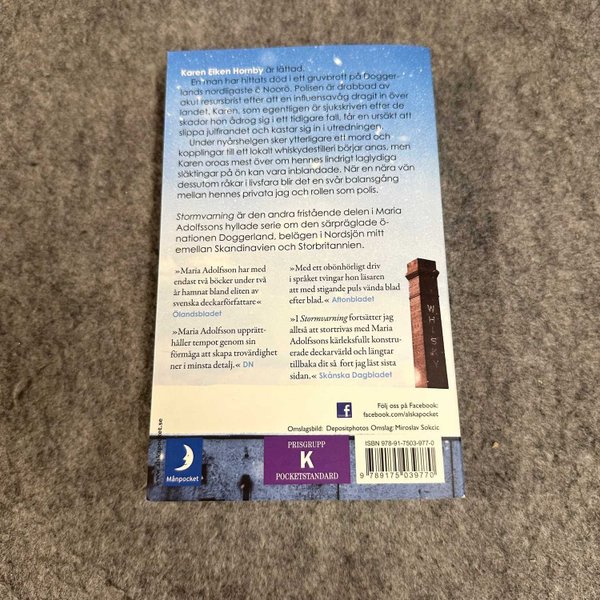 Karen Eiken Hornby är lättad.
En man har hittats död i ett gruvbrott på Dogger-
lands nordligaste ö Noorö. Polisen är drabbad av
akut resursbrist efter att en influensavåg dragit in över
landet. Karen, som egentligen är sjukskriven efter de
skador hon ådrog sig i ett tidigare fall, får en ursäkt att
slippa julfirandet och kastar sig in i utredningen.
Under nyårshelgen sker ytterligare ett mord och
kopplingar till ett lokalt whiskydestilleri börjar anas, men
Karen oroas mest över om hennes lindrigt laglydiga
släktingar på ön kan vara inblandade. När en nära vän
dessutom råkar i livsfara blir det en svår balansgång
mellan hennes privata jag och rollen som polis.
Stormvarning är den andra fristående delen i Maria
Adolfssons hyllade serie om den särpräglade ö-
nationen Doggerland, belägen i Nordsjön mitt
emellan Skandinavien och Storbritannien.
»Maria Adolfsson har med
endast två böcker under två
år hamnat bland eliten av
svenska deckarförfattare«
Ölandsbladet
»Maria Adolfsson upprätt-
håller tempot genom sin
förmåga att skapa trovärdighet
ner i minsta detalj.« DN
»Med ett obönhörligt driv
i språket tvingar hon läsaren
att med stigande puls vända blad
efter blad.« Aftonbladet
»I Stormvarning fortsätter jag
alltså att stortrivas med Maria
Adolfssons kärleksfullt konstru-
erade deckarvärld och längtar
tillbaka dit så fort jag läst sista
sidan.« Skånska Dagbladet
WHISKY
Följ oss på Facebook:
facebook.com/alskapocket
Omslagsbild: Depositphotos Omslag: Miroslav Sokcic
Månpocket
PRISGRUPP
K
POCKETSTANDARD
ISBN 978-91-7503-977-0
9 789175 039770